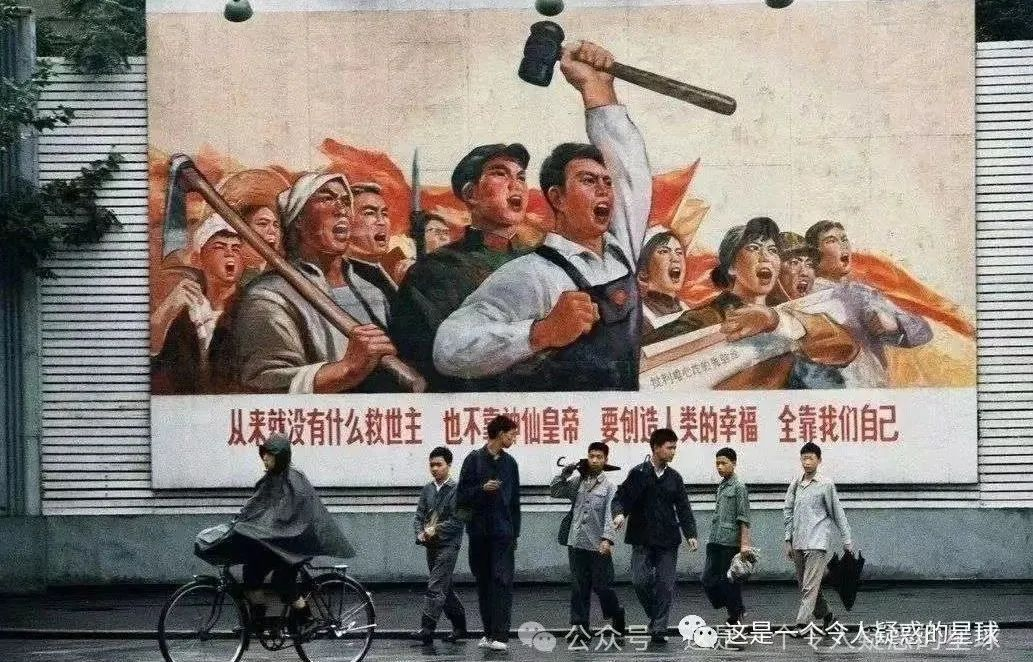 从来就没有什么救世主 也不靠神仙皇帝 要创造人类的幸福 全靠我们自己
公众号
这是一个令人疑惑的星球